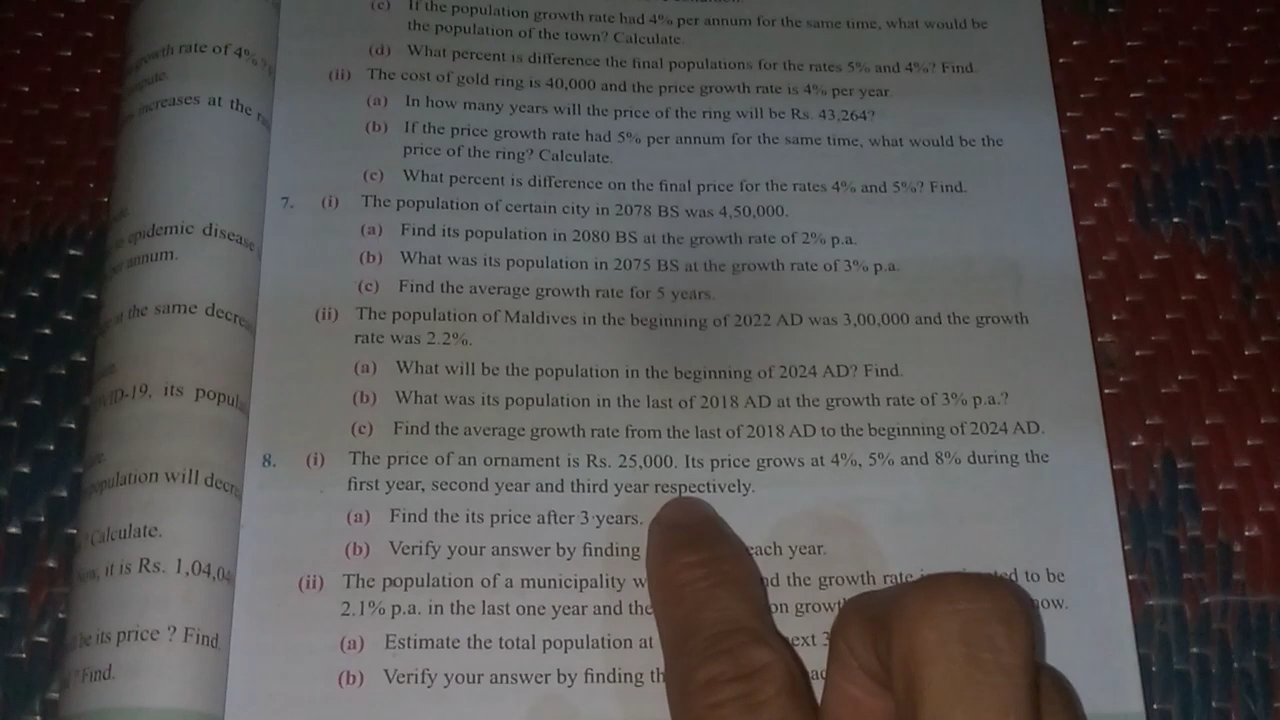 (c) If the population growth rate had 4% per annum for the same time, what would be
the population of the town? Calculate.
(d) What percent is difference the final populations for the rates 5% and 4%? Find.
(ii) The cost of gold ring is 40,000 and the price growth rate is 4% per year.
(a) In how many years will the price of the ring will be Rs. 43,264?
(b) If the price growth rate had 5% per annum for the same time, what would be the
price of the ring? Calculate.
(c) What percent is difference on the final price for the rates 4% and 5%? Find.
7. (i) The population of certain city in 2078 BS was 4,50,000.
(a) Find its population in 2080 BS at the growth rate of 2% p.a.
(b) What was its population in 2075 BS at the growth rate of 3% p.a.
(c) Find the average growth rate for 5 years.
(ii) The population of Maldives in the beginning of 2022 AD was 3,00,000 and the growth
rate was 2.2%.
(a) What will be the population in the beginning of 2024 AD? Find.
(b) What was its population in the last of 2018 AD at the growth rate of 3% p.a.?
(c) Find the average growth rate from the last of 2018 AD to the beginning of 2024 AD.
8. (i) The price of an ornament is Rs. 25,000. Its price grows at 4%, 5% and 8% during the
first year, second year and third year respectively.
(a) Find the its price after 3 years.
(b) Verify your answer by finding each year.
(ii) The population of a municipality the growth rate to be
2.1% p.a. in the last one year and
(a) Estimate the total population at
(b) Verify your answer by finding
rate of 4%
increases at the
epidemic disease
annum.
the same
its
population will
Calculate.
it is Rs.
be its price ? Find.
Find.